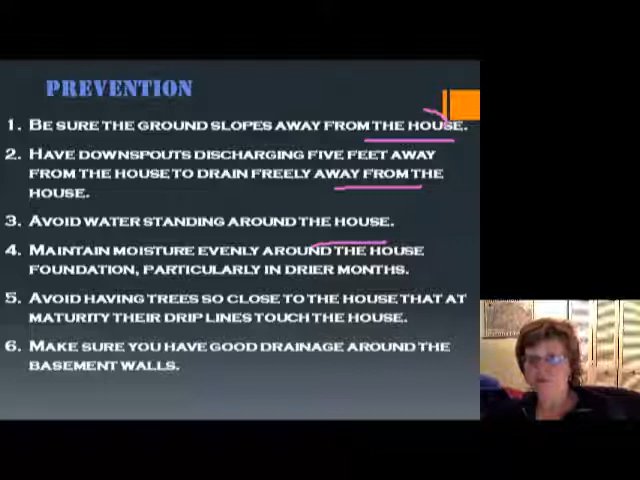 PREVENTION
1. BE SURE THE GROUND SLOPES AWAY FROM THE HOUSE.
2. HAVE DOWNSPOUTS DISCHARGING FIVE FEET AWAY
FROM THE HOUSE TO DRAIN FREELY AWAY FROM THE
HOUSE.
3. AVOID WATER STANDING AROUND THE HOUSE.
4. MAINTAIN MOISTURE EVENLY AROUND THE HOUSE
FOUNDATION, PARTICULARLY IN DRIER MONTHS.
5. AVOID HAVING TREES SO CLOSE TO THE HOUSE THAT AT
MATURITY THEIR DRIP LINES TOUCH THE HOUSE.
6. MAKE SURE YOU HAVE GOOD DRAINAGE AROUND THE
BASEMENT WALLS.